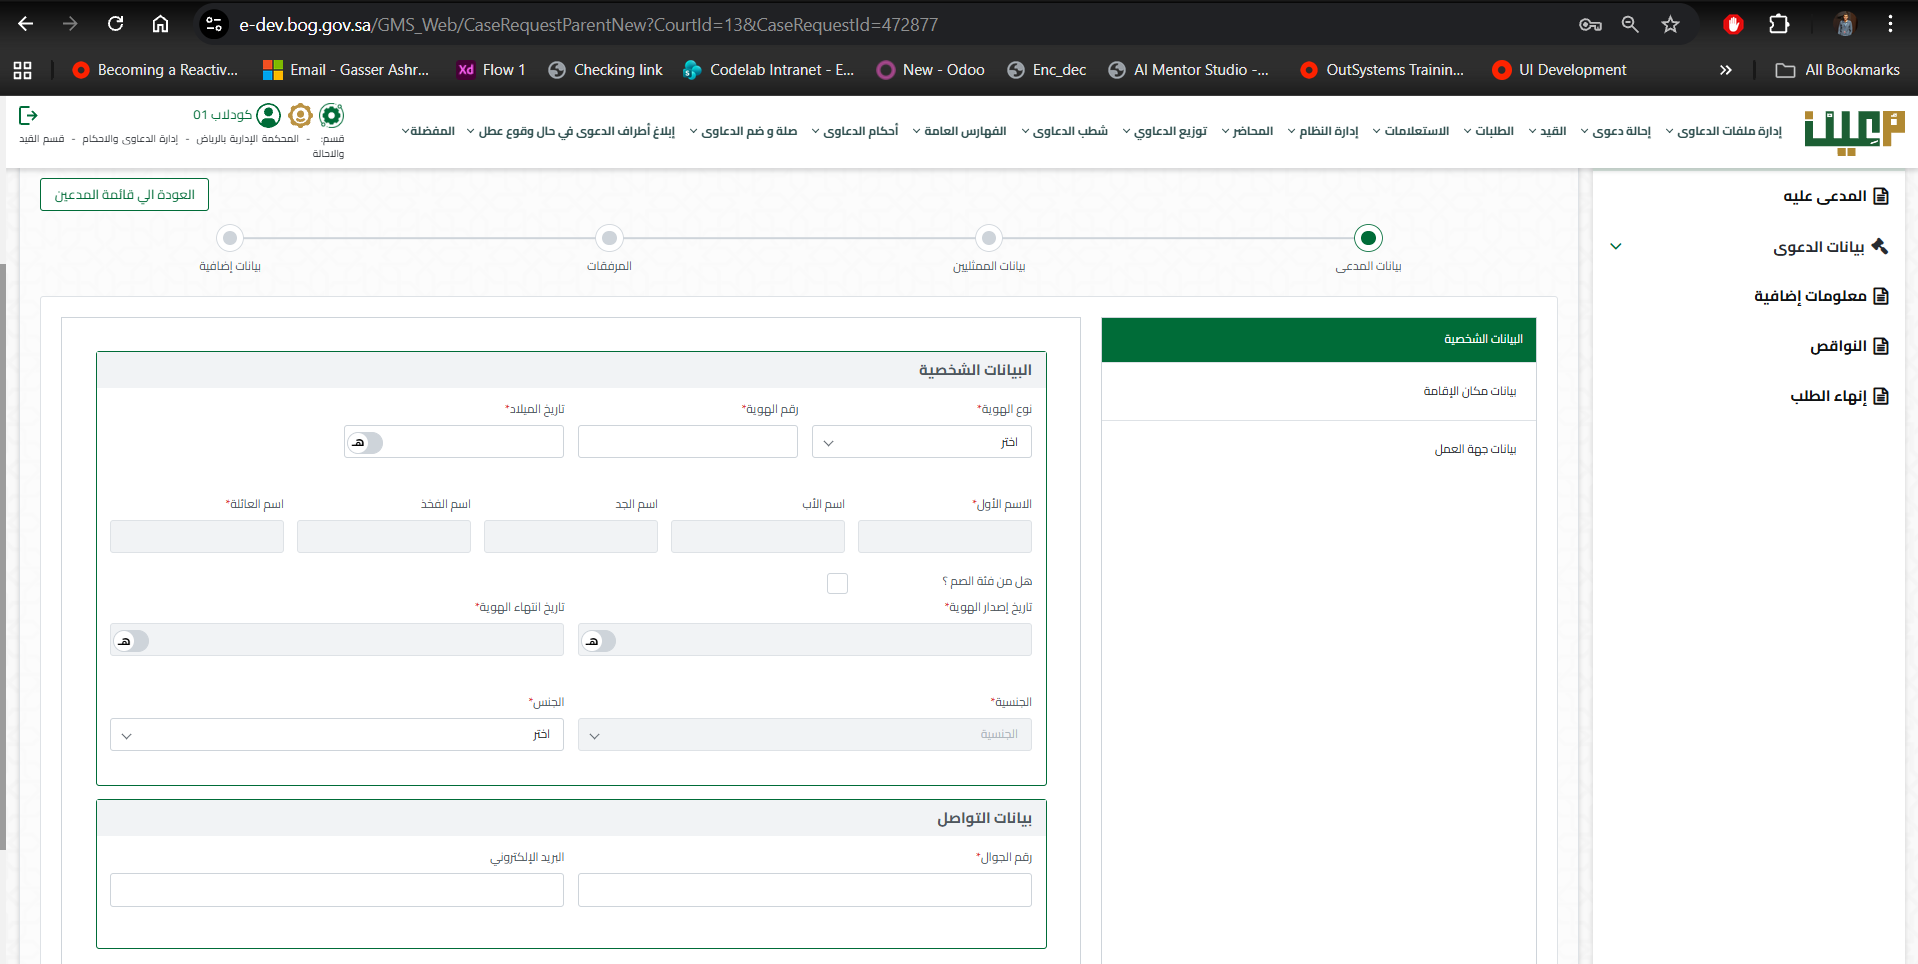 e-dev.bog.gov.sa/GMS_Web/CaseRequestParentNew?CourtId=13&CaseRequestId=472877
Becoming a Reactiv...
Email - Gasser Ashr...
Xd Flow 1
Checking link
Codelab Intranet - E...
New - Odoo
Enc_dec
AI Mentor Studio -...
OutSystems Trainin...
UI Development
»
All Bookmarks
معين
إدارة ملفات الدعاوى
إحالة دعوى
القيد
الطلبات
الاستعلامات
إدارة النظام
المحاضر
توزيع الدعاوي
شطب الدعاوى
الفهارس العامة
أحكام الدعاوى
صلة و ضم الدعاوى
إبلاغ أطراف الدعوى في حال وقوع عطل
المفضلة
كودلاب 01
قسم: - المحكمة الإدارية بالرياض - إدارة الدعاوى والاحكام - قسم القيد
والاحالة
المدعى عليه
بيانات الدعوى
معلومات إضافية
النواقص
إنهاء الطلب
العودة الي قائمة المدعين
بيانات المدعى
بيانات الممثليين
المرفقات
بيانات إضافية
البيانات الشخصية
بيانات مكان الإقامة
بيانات جهة العمل
البيانات الشخصية
نوع الهوية*
رقم الهوية*
تاريخ الميلاد*
اختر
هـ
الاسم الأول*
اسم الأب
اسم الجد
اسم الفخذ
اسم العائلة*
هل من فئة الصم ؟
تاريخ إصدار الهوية*
تاريخ انتهاء الهوية*
هـ
هـ
الجنسية*
الجنس*
الجنسية
اختر
بيانات التواصل
رقم الجوال*
البريد الإلكتروني